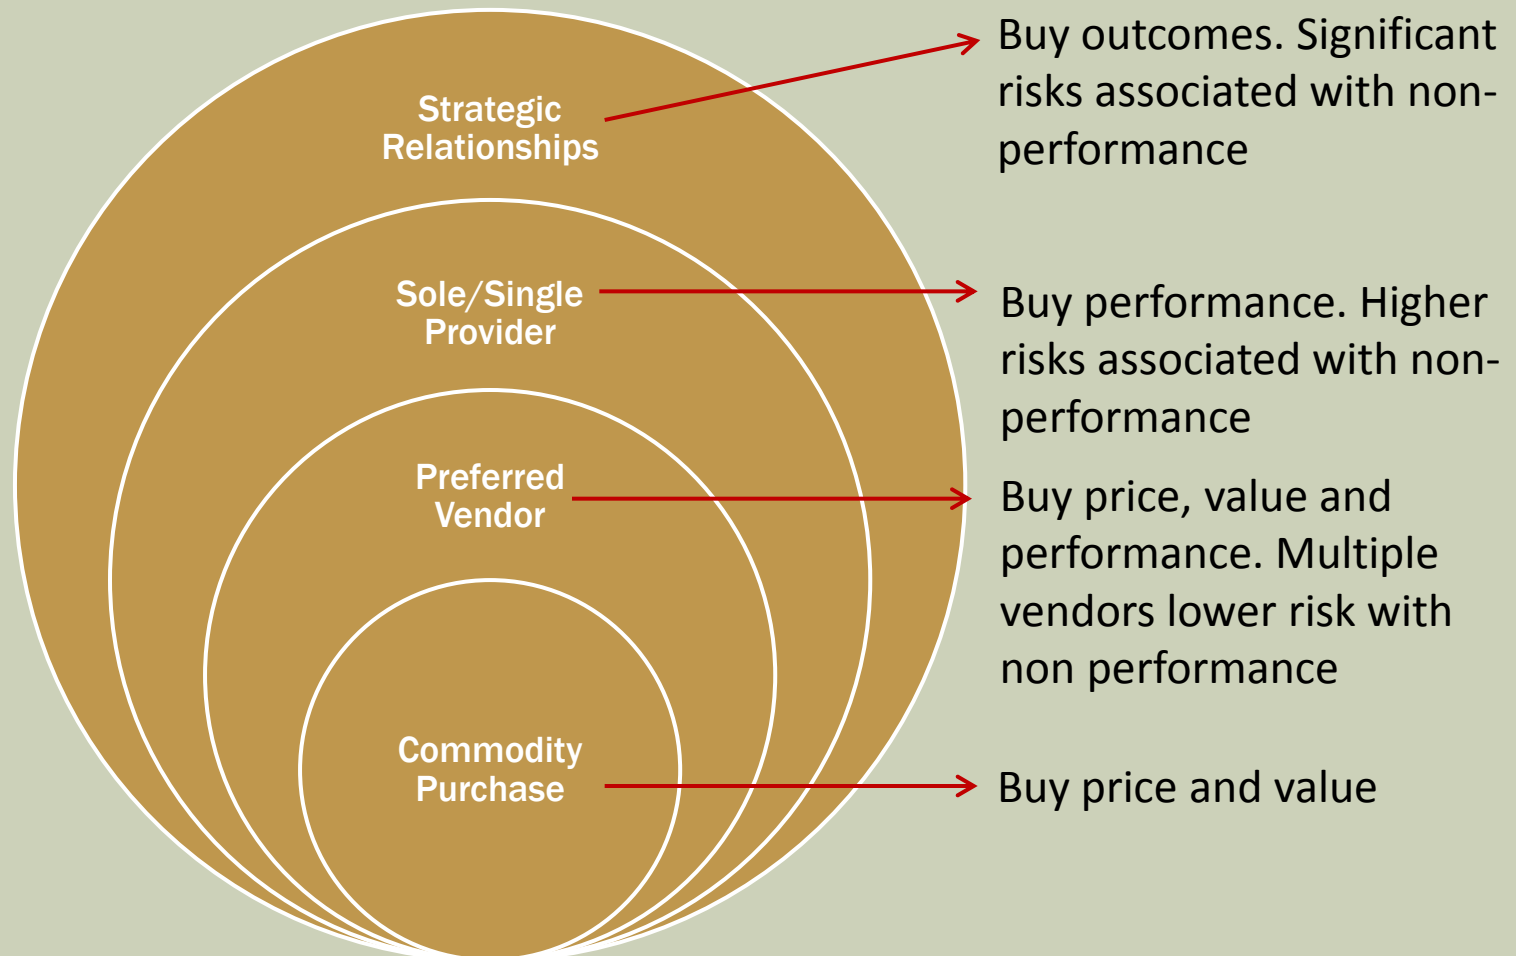 Strategic
Relationships
Buy outcomes. Significant
risks associated with non-
performance
Sole/Single
Provider
Buy performance. Higher
risks associated with non-
performance
Preferred
Vendor
Buy price, value and
performance. Multiple
vendors lower risk with
non performance
Commodity
Purchase
Buy price and value